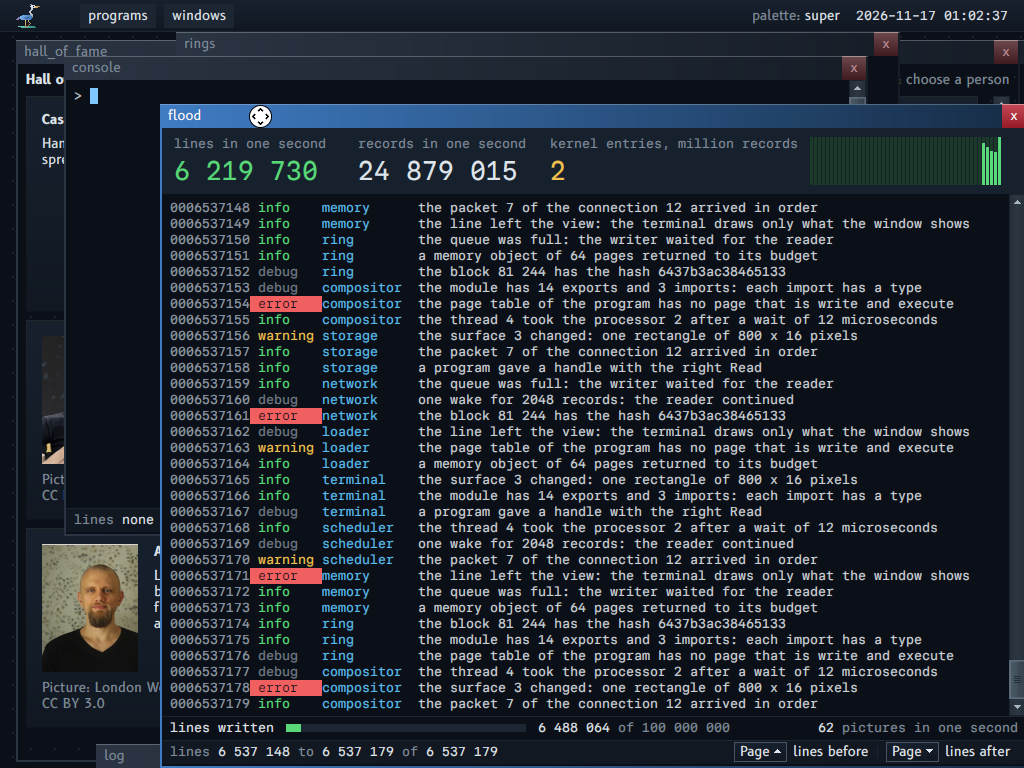 programs windows palette: super 2026-11-17 01:02:37
rings x
hall_of_fame x
console x
Hall o choose a person
>
Cas
Han
spre
flood x
lines in one second records in one second kernel entries, million records
6 219 730 24 879 015 2
0006537148 info memory the packet 7 of the connection 12 arrived in order
0006537149 info memory the line left the view: the terminal draws only what the window shows
0006537150 info ring the queue was full: the writer waited for the reader
0006537151 info ring a memory object of 64 pages returned to its budget
0006537152 debug ring the block 81 244 has the hash 6437b3ac38465133
0006537153 debug compositor the module has 14 exports and 3 imports: each import has a type
0006537154 error compositor the page table of the program has no page that is write and execute
0006537155 info compositor the thread 4 took the processor 2 after a wait of 12 microseconds
0006537156 warning storage the surface 3 changed: one rectangle of 800 x 16 pixels
0006537157 info storage the packet 7 of the connection 12 arrived in order
0006537158 info storage a program gave a handle with the right Read
0006537159 info network the queue was full: the writer waited for the reader
0006537160 debug network one wake for 2048 records: the reader continued
0006537161 error network the block 81 244 has the hash 6437b3ac38465133
0006537162 debug loader the line left the view: the terminal draws only what the window shows
0006537163 warning loader the page table of the program has no page that is write and execute
0006537164 info loader a memory object of 64 pages returned to its budget
0006537165 info terminal the surface 3 changed: one rectangle of 800 x 16 pixels
0006537166 info terminal the module has 14 exports and 3 imports: each import has a type
0006537167 debug terminal a program gave a handle with the right Read
0006537168 info scheduler the thread 4 took the processor 2 after a wait of 12 microseconds
0006537169 debug scheduler one wake for 2048 records: the reader continued
0006537170 warning scheduler the packet 7 of the connection 12 arrived in order
0006537171 error memory the line left the view: the terminal draws only what the window shows
0006537172 info memory the queue was full: the writer waited for the reader
0006537173 info memory a memory object of 64 pages returned to its budget
0006537174 info ring the block 81 244 has the hash 6437b3ac38465133
0006537175 info ring the module has 14 exports and 3 imports: each import has a type
0006537176 debug ring the page table of the program has no page that is write and execute
0006537177 debug compositor the thread 4 took the processor 2 after a wait of 12 microseconds
0006537178 error compositor the surface 3 changed: one rectangle of 800 x 16 pixels
0006537179 info compositor the packet 7 of the connection 12 arrived in order
lines written 6 488 064 of 100 000 000 62 pictures in one second
lines 6 537 148 to 6 537 179 of 6 537 179 Page lines before Page lines after
Pict
CC
lines none
Picture: London Wo
CC BY 3.0
log